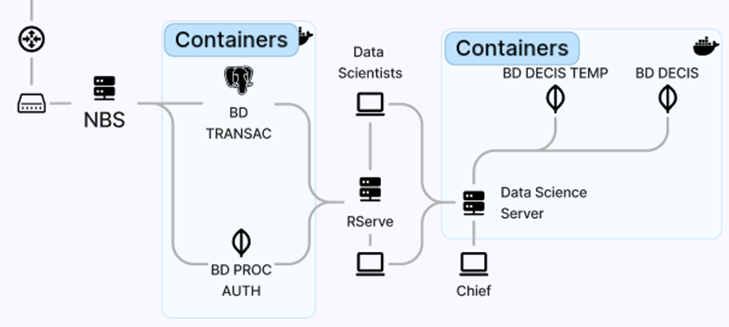 Containers
Containers
Data
Scientists
BD DECIS TEMP
BD DECIS
NBS
BD
TRANSAC
Data Science
Server
RServe
BD PROC
AUTH
Chief